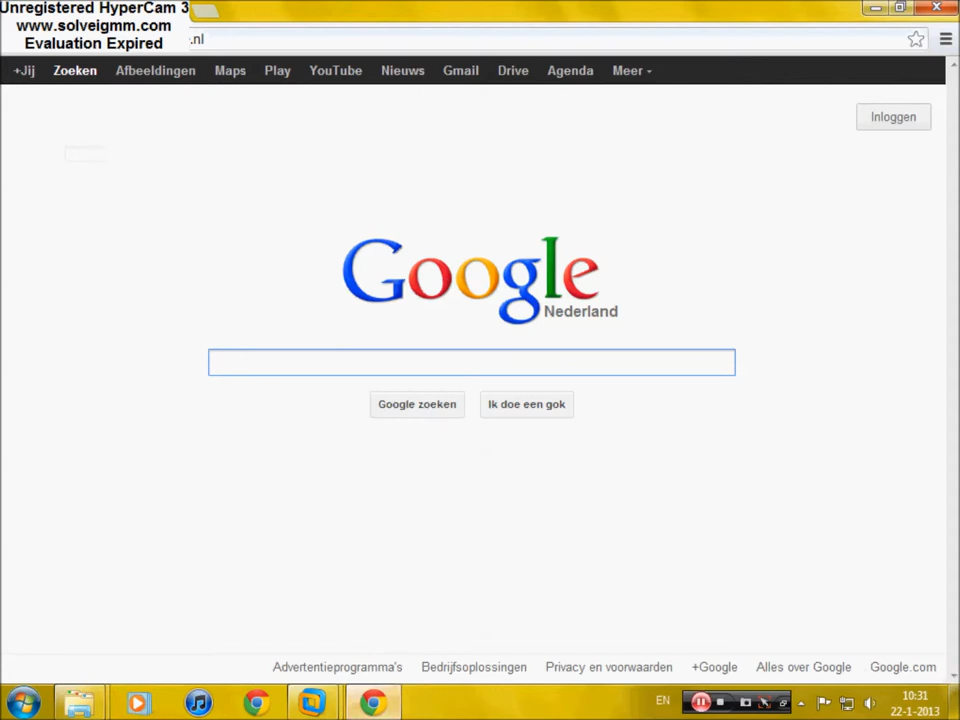 Unregistered HyperCam 3
www.solveigmm.com
Evaluation Expired
.nl
+Jij Zoeken Afbeeldingen Maps Play YouTube Nieuws Gmail Drive Agenda Meer
Inloggen
Google
Nederland
Google zoeken Ik doe een gok
Advertentieprogramma's Bedrijfsoplossingen Privacy en voorwaarden +Google Alles over Google Google.com
EN 10:31
22-1-2013